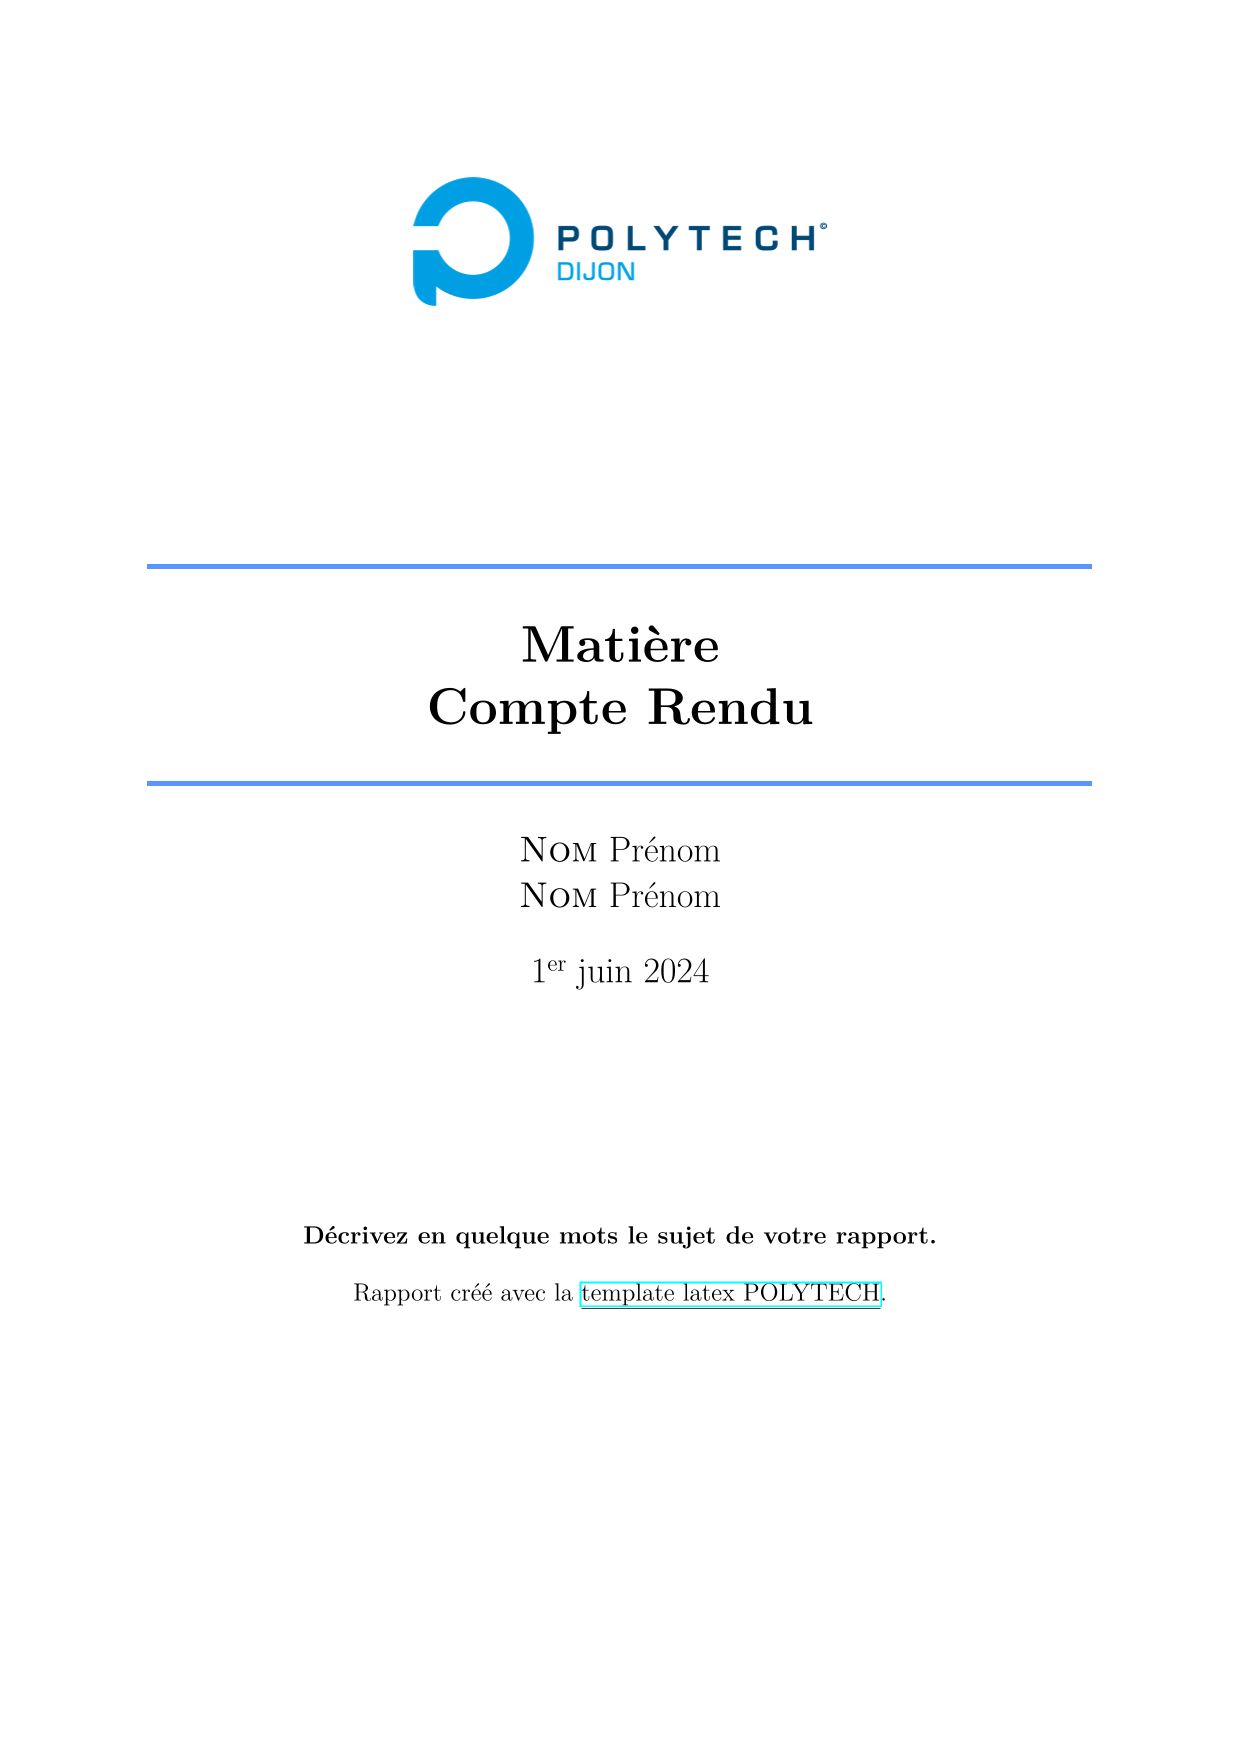 POLYTECH©
DIJON
Matière
Compte Rendu
Nom Prénom
Nom Prénom
1er juin 2024
Décrivez en quelque mots le sujet de votre rapport.
Rapport créé avec la template latex POLYTECH.